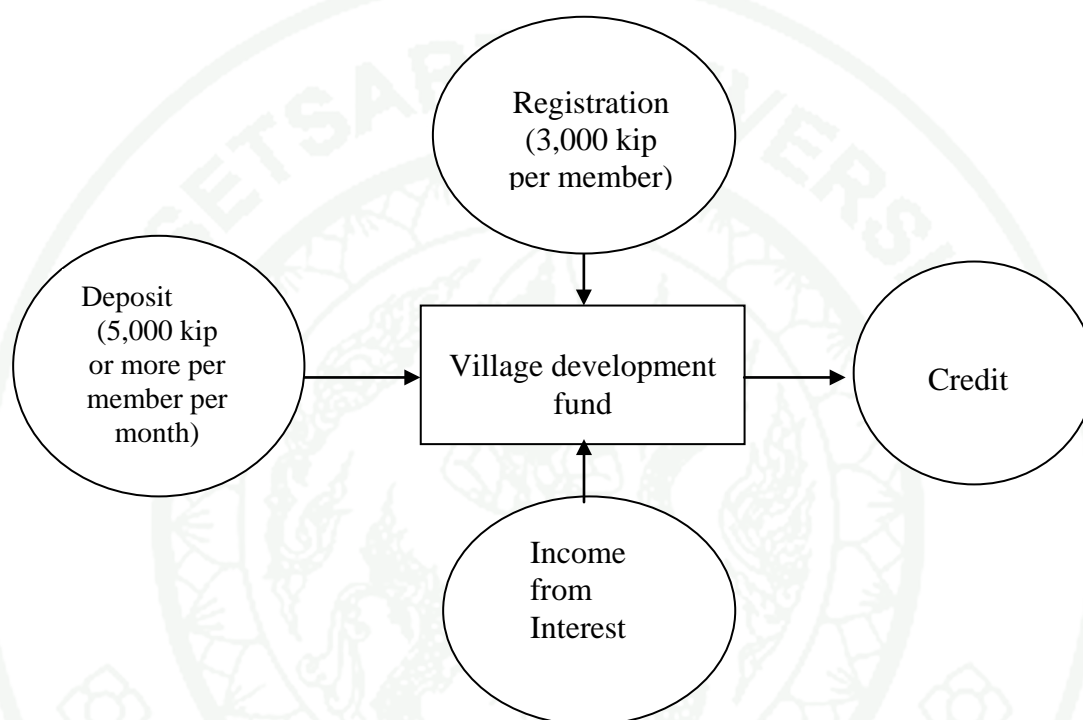 Registration
(3,000 kip
per member)
Deposit
(5,000 kip
or more per
member per
month)
Village development
fund
Credit
Income
from
Interest